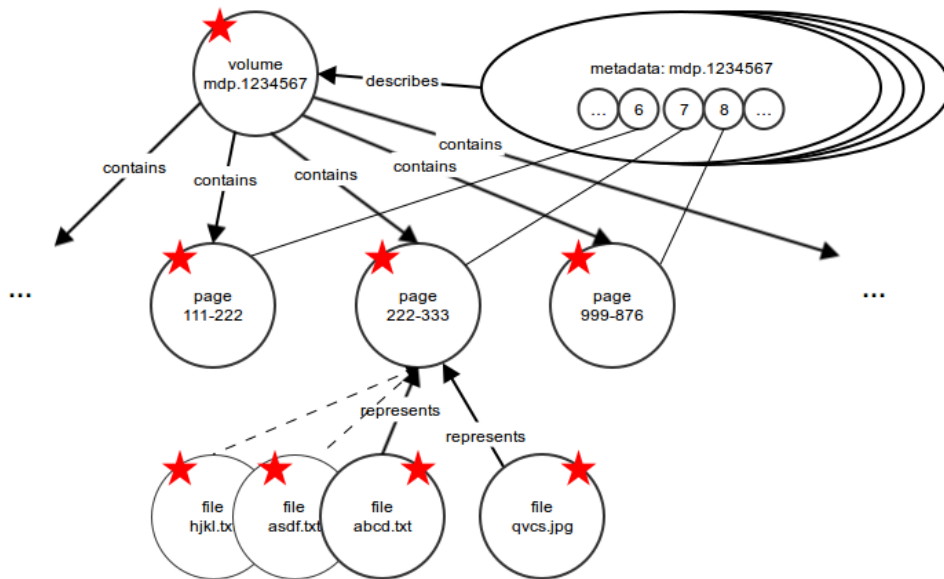 volume
mdp.1234567
describes
metadata: mdp.1234567
... 6 7 8 ...
contains
contains
contains
contains
contains
...
...
page
111-222
page
222-333
page
999-876
represents
represents
file
hjkl.tx
file
asdf.txt
file
abcd.txt
file
qvcs.jpg